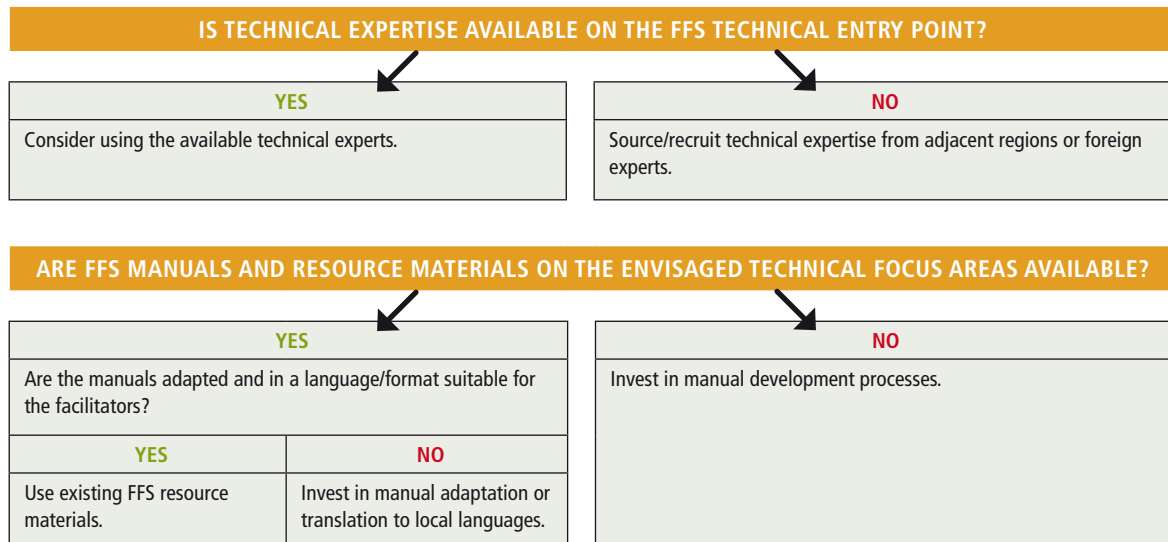 IS TECHNICAL EXPERTISE AVAILABLE ON THE FFS TECHNICAL ENTRY POINT?
YES
Consider using the available technical experts.
NO
Source/recruit technical expertise from adjacent regions or foreign
experts.
ARE FFS MANUALS AND RESOURCE MATERIALS ON THE ENVISAGED TECHNICAL FOCUS AREAS AVAILABLE?
YES
Are the manuals adapted and in a language/format suitable for
the facilitators?
YES
Use existing FFS resource
materials.
NO
Invest in manual adaptation or
translation to local languages.
NO
Invest in manual development processes.